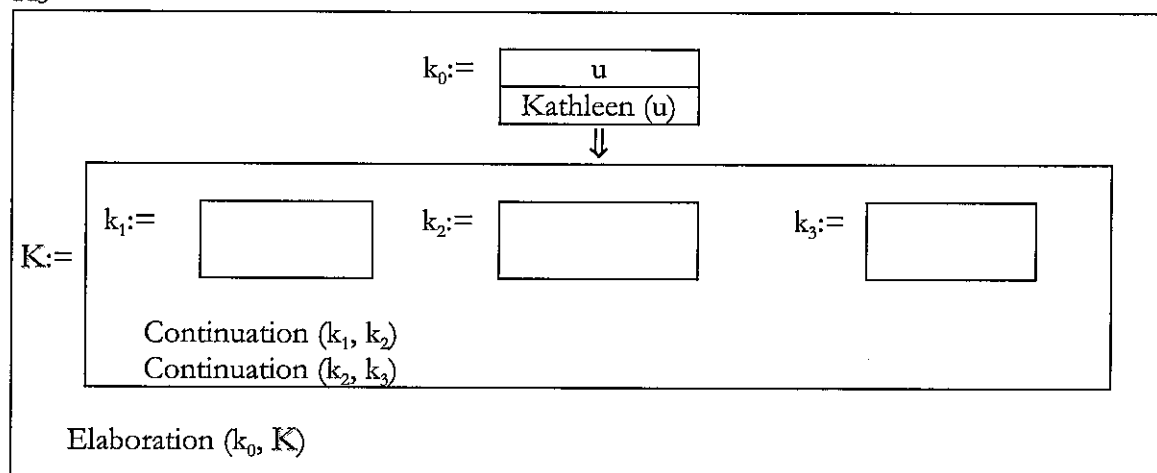 k₀:= u
Kathleen (u)
⇓
k₁:= k₂:= k₃:=
K:=
Continuation (k₁, k₂)
Continuation (k₂, k₃)
Elaboration (k₀, K)